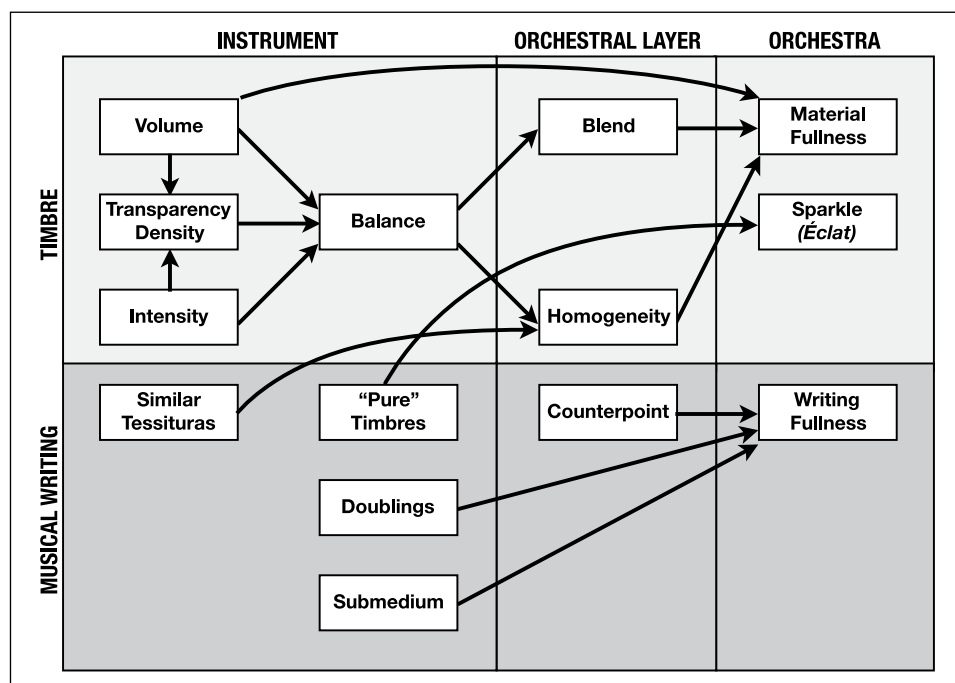 INSTRUMENT
ORCHESTRAL LAYER
ORCHESTRA
TIMBRE
Volume
Blend
Material
Fullness
Transparency
Density
Balance
Sparkle
(Éclat)
Intensity
Homogeneity
MUSICAL WRITING
Similar
Tessituras
“Pure”
Timbres
Counterpoint
Writing
Fullness
Doublings
Submedium